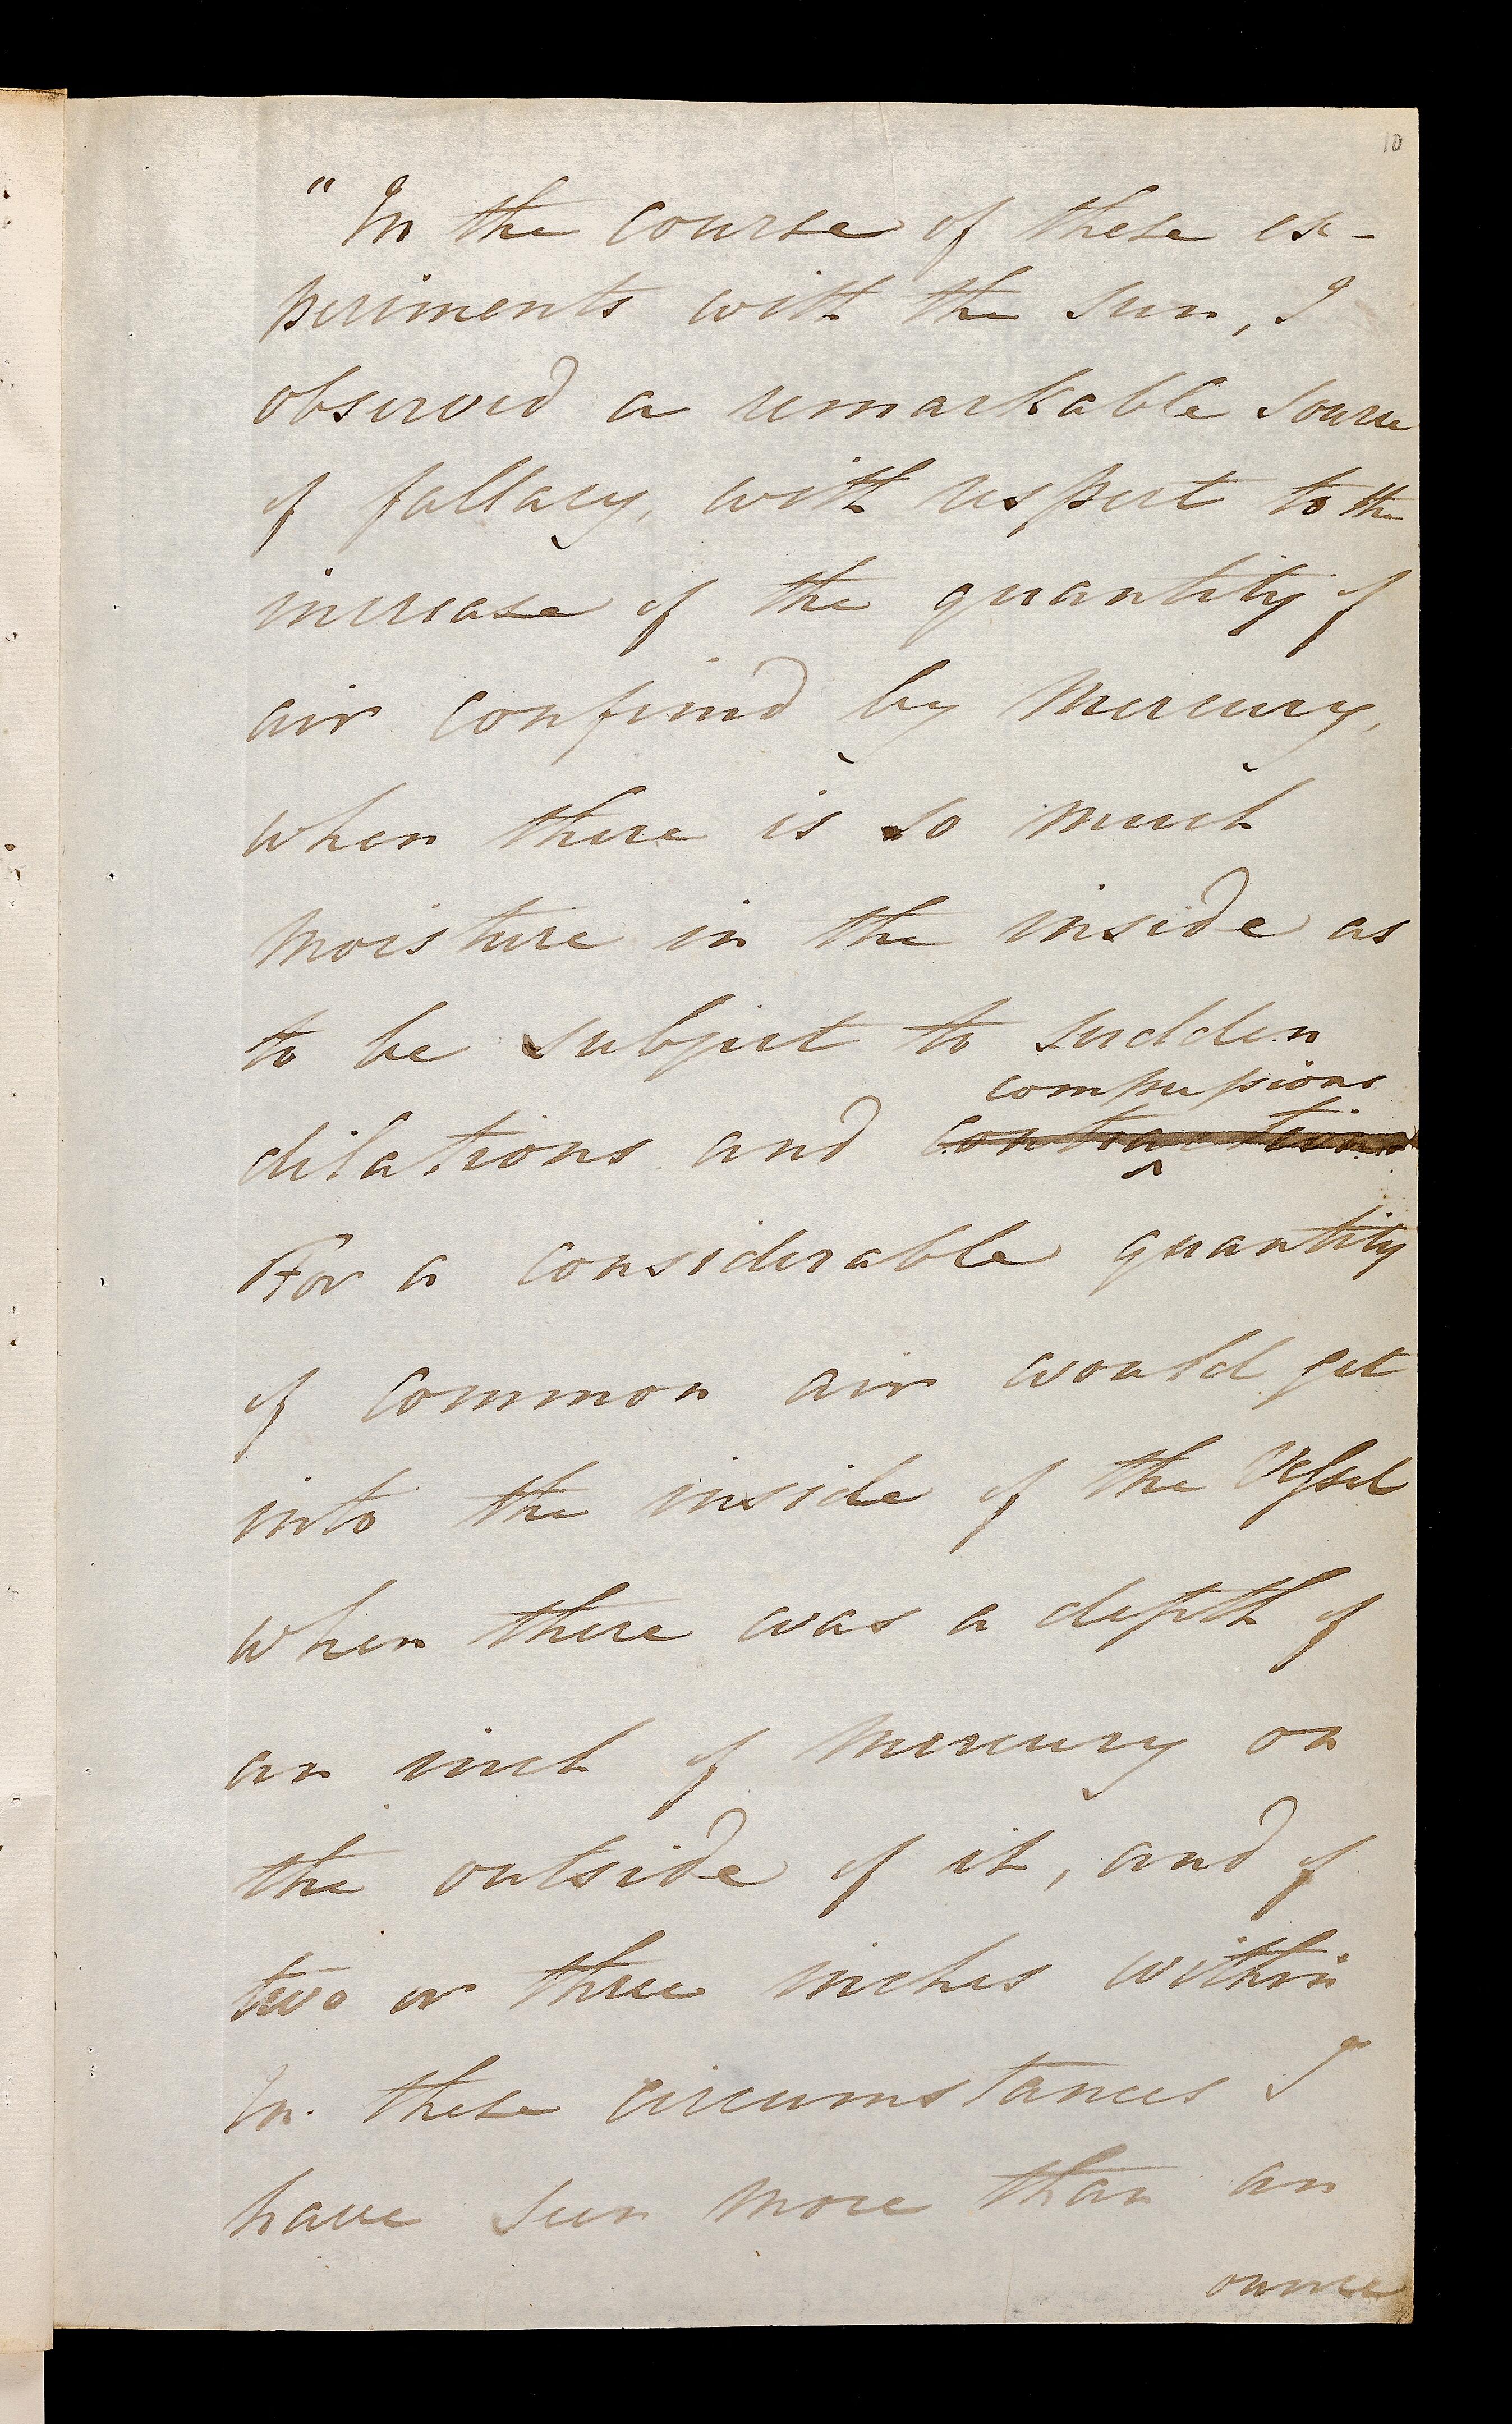 10
"In the course of these ex-
periments with the sun, I
observed a remarkable source
of fallacy, with respect to the
increase of the quantity of
air confined by mercury,
when there is so much
moisture in the inside as
to be subject to sudden
compressions
dilations and contractions
For a considerable quantity
of common air would get
into the inside of the vessel
when there was a depth of
an inch of mercury on
the outside of it, and of
two or three inches within
In these circumstances I
have seen more than an
ounce